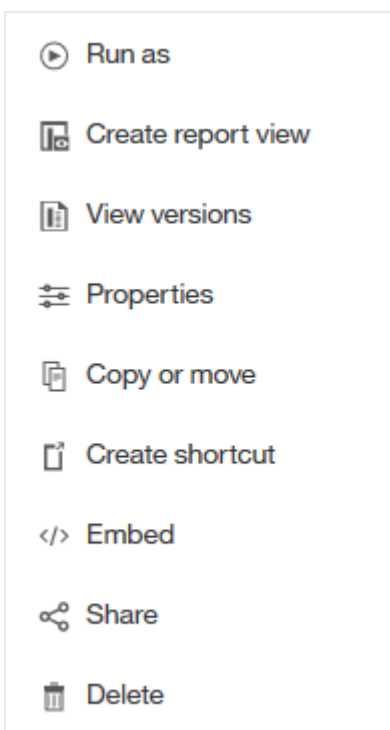 Run as
Create report view
View versions
Properties
Copy or move
Create shortcut
Embed
Share
Delete